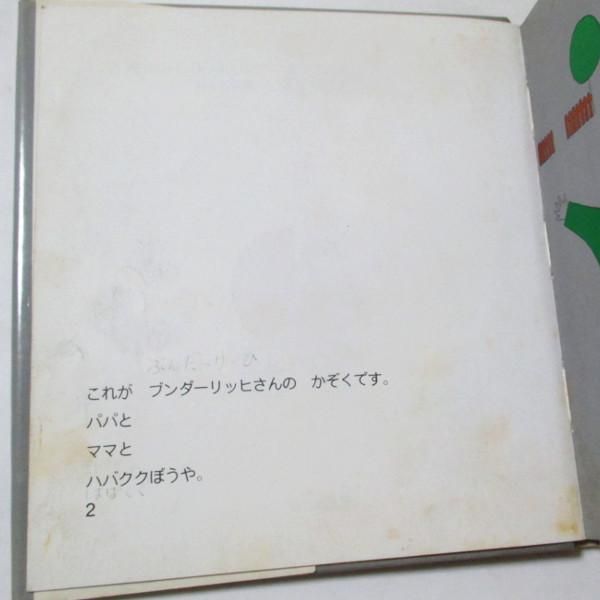 ぶんだーりっひ
これが　ブンダーリッヒさんの　かぞくです。
パパと
ママと
ハバククぼうや。
2